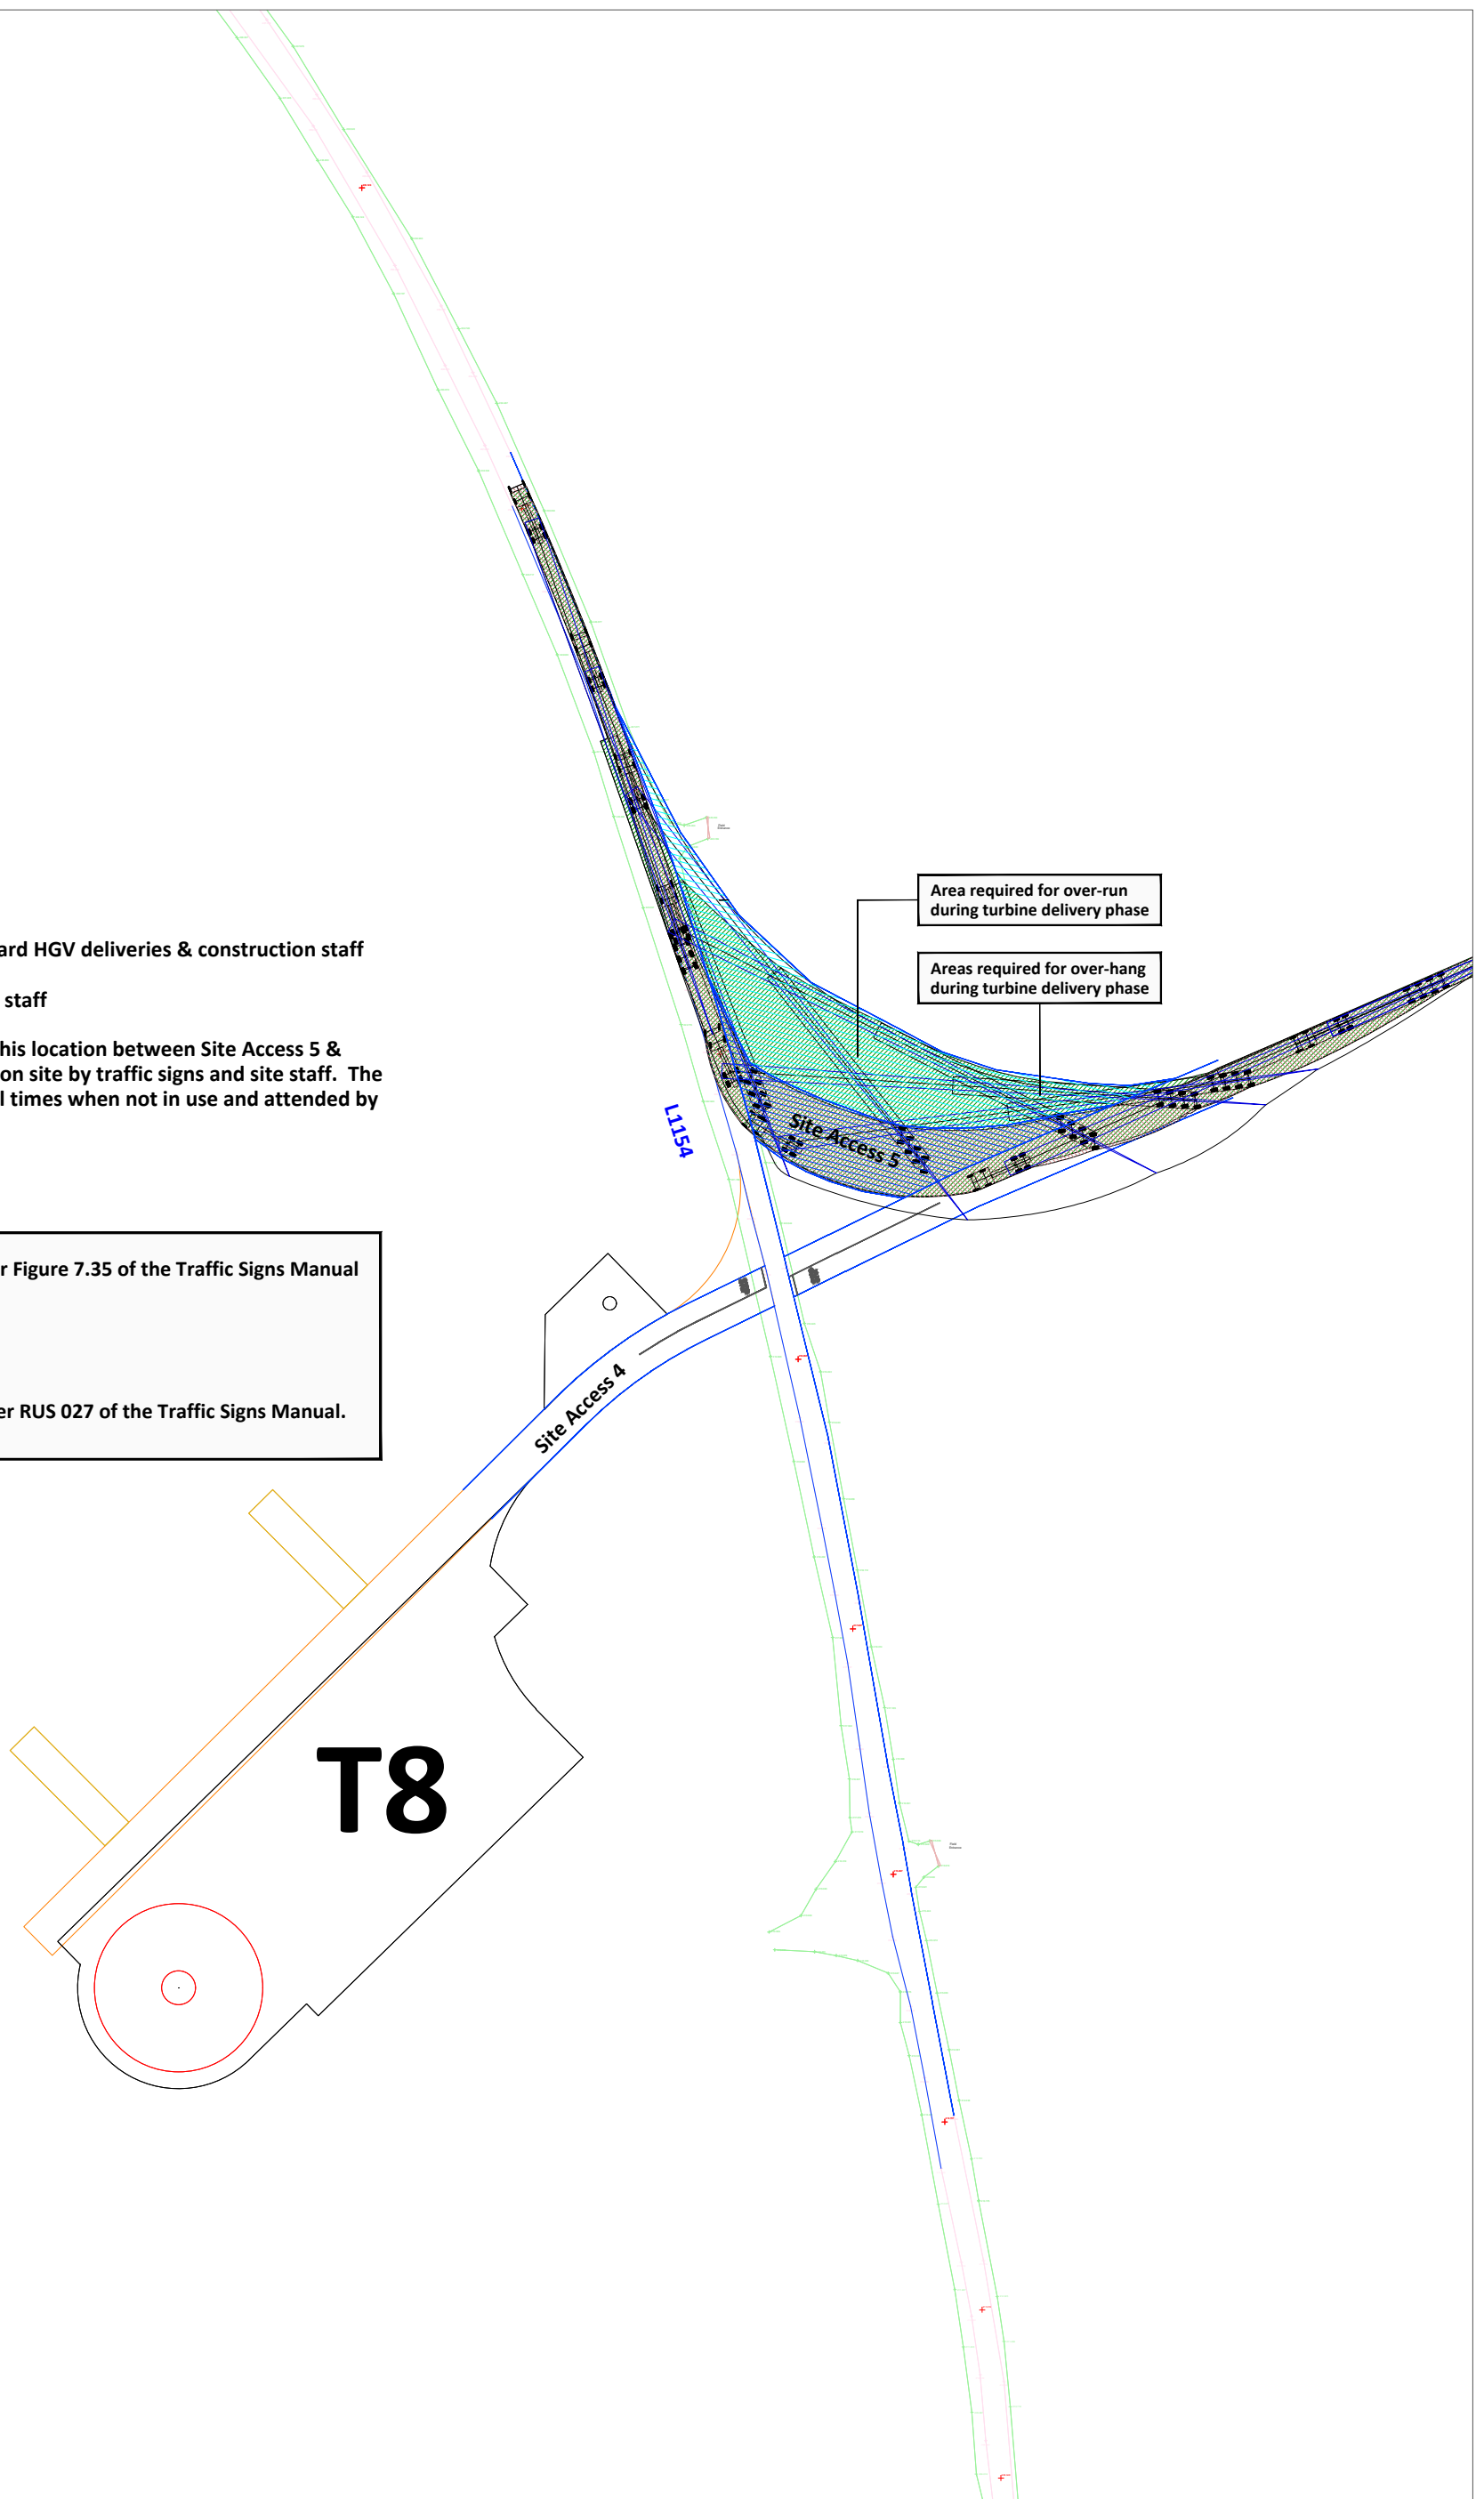 Area required for over-run
during turbine delivery phase
ard HGV deliveries & construction staff
Areas required for over-hang
during turbine delivery phase
staff
his location between Site Access 5 &
on site by traffic signs and site staff. The
l times when not in use and attended by
L1154
Site Access 5
r Figure 7.35 of the Traffic Signs Manual
Site Access 4
er RUS 027 of the Traffic Signs Manual.
T8